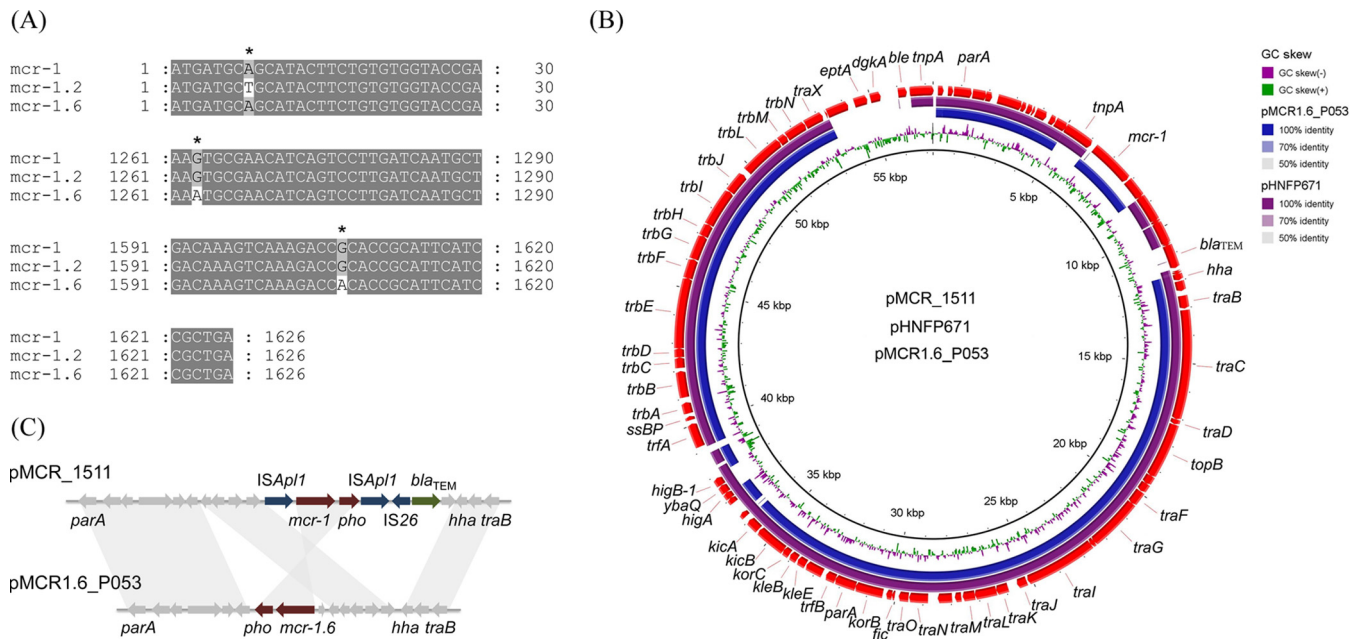 (A)
*
mcr-1 1 :ATGATGCAGCATACTTCTGTGTGGTACCGA : 30
mcr-1.2 1 :ATGATGCTGCATACTTCTGTGTGGTACCGA : 30
mcr-1.6 1 :ATGATGCAGCATACTTCTGTGTGGTACCGA : 30
*
mcr-1 1261 :AAGTGCGAACATCAGTCCTTGATCAATGCT : 1290
mcr-1.2 1261 :AAGTGCGAACATCAGTCCTTGATCAATGCT : 1290
mcr-1.6 1261 :AAATGCGAACATCAGTCCTTGATCAATGCT : 1290
*
mcr-1 1591 :GACAAAGTCAAAGACCGCACCGCATTCATC : 1620
mcr-1.2 1591 :GACAAAGTCAAAGACCGCACCGCATTCATC : 1620
mcr-1.6 1591 :GACAAAGTCAAAGACCACACCGCATTCATC : 1620
mcr-1 1621 :CGCTGA : 1626
mcr-1.2 1621 :CGCTGA : 1626
mcr-1.6 1621 :CGCTGA : 1626
(C)
pMCR_1511
ISApl1 ISApl1 blaTEM
parA mcr-1 pho IS26 hha traB
pMCR1.6_P053
parA pho mcr-1.6 hha traB
(B)
tnpA
parA
tnpA
mcr-1
blaTEM
hha
traB
traC
traD
topB
traF
traG
traI
traJ
traK
traL
traM
traN
traO
fic
korB
parA
trfB
kleE
kleB
korC
kicB
kicA
higA
ybaQ
higB-1
trfA
ssBP
trbA
trbB
trbC
trbD
trbE
trbF
trbG
trbH
trbI
trbJ
trbL
trbM
trbN
traX
eptA
dgkA
ble
5 kbp
10 kbp
15 kbp
20 kbp
25 kbp
30 kbp
35 kbp
40 kbp
45 kbp
50 kbp
55 kbp
pMCR_1511
pHNFP671
pMCR1.6_P053
GC skew
GC skew(-)
GC skew(+)
pMCR1.6_P053
100% identity
70% identity
50% identity
pHNFP671
100% identity
70% identity
50% identity